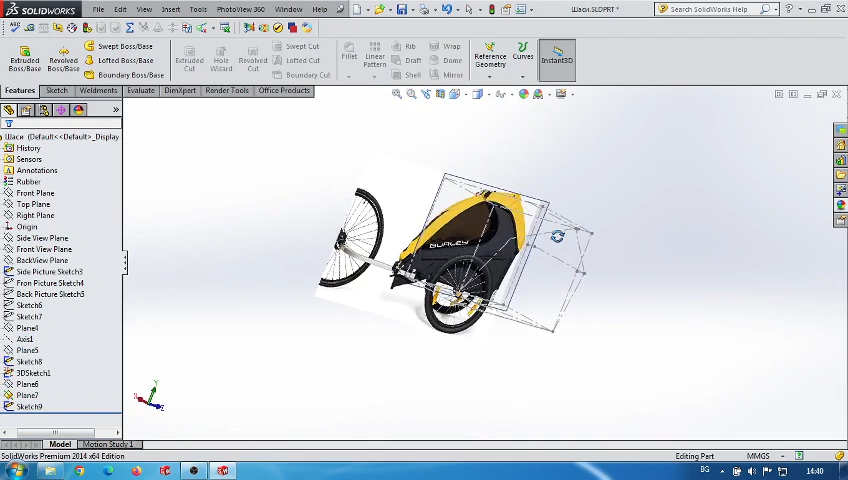 SOLIDWORKS
File Edit View Insert Tools PhotoView 360 Window Help
Шаси.SLDPRT *
Search SolidWorks Help
Extruded Boss/Base
Revolved Boss/Base
Swept Boss/Base
Lofted Boss/Base
Boundary Boss/Base
Extruded Cut
Hole Wizard
Revolved Cut
Swept Cut
Lofted Cut
Boundary Cut
Fillet
Linear Pattern
Rib
Draft
Shell
Wrap
Dome
Mirror
Reference Geometry
Curves
Instant3D
Features Sketch Weldments Evaluate DimXpert Render Tools Office Products
Шаси (Default<<Default>_Display
History
Sensors
Annotations
Rubber
Front Plane
Top Plane
Right Plane
Origin
Side View Plane
Front View Plane
BackView Plane
Side Picture Sketch3
Fron Picture Sketch4
Back Picture Sketch5
Sketch6
Sketch7
Plane4
Axis1
Plane5
Sketch8
3DSketch1
Plane6
Plane7
Sketch9
BURLEY
Y
Z
Model Motion Study 1
SolidWorks Premium 2014 x64 Edition
Editing Part
MMGS
BG
14:40